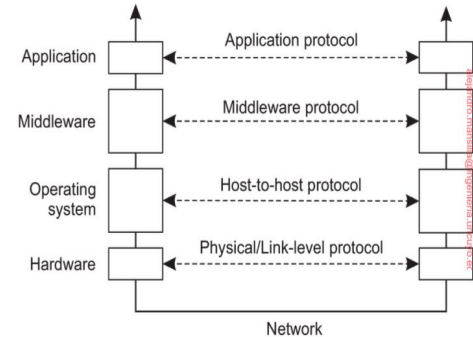 Application
Application protocol
Middleware
Middleware protocol
Operating
system
Host-to-host protocol
Hardware
Physical/Link-level protocol
Network